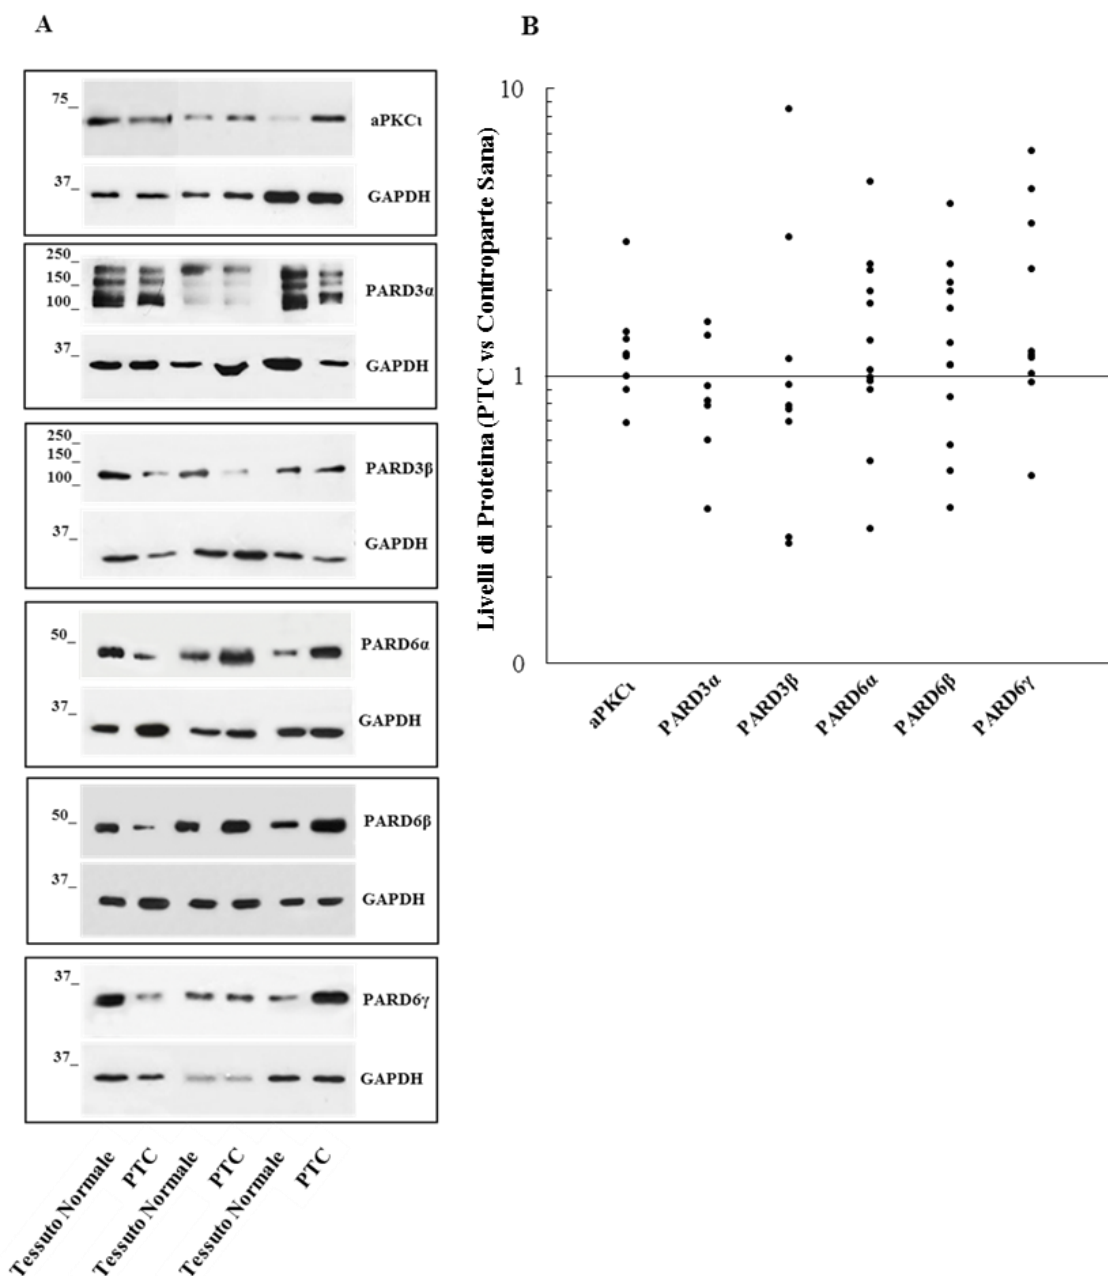 A
B
75_
aPKCι
37_
GAPDH
250_
150_
100_
PARD3α
37_
GAPDH
250_
150_
100_
PARD3β
37_
GAPDH
50_
PARD6α
37_
GAPDH
50_
PARD6β
37_
GAPDH
37_
PARD6γ
37_
GAPDH
Tessuto Normale
PTC
Tessuto Normale
PTC
Tessuto Normale
PTC
Livelli di Proteina (PTC vs Controparte Sana)
10
1
0
aPKCι
PARD3α
PARD3β
PARD6α
PARD6β
PARD6γ